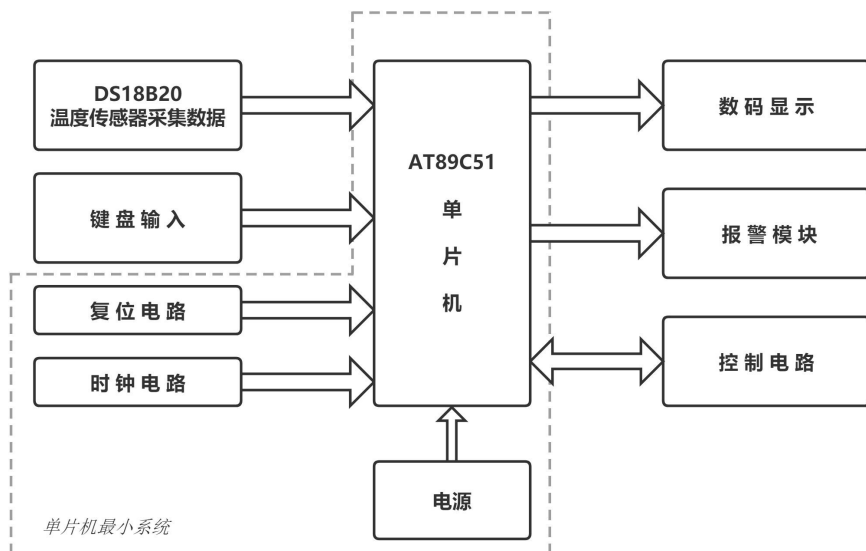 DS18B20
温度传感器采集数据
键盘输入
复位电路
时钟电路
AT89C51
单
片
机
电源
数码显示
报警模块
控制电路
单片机最小系统